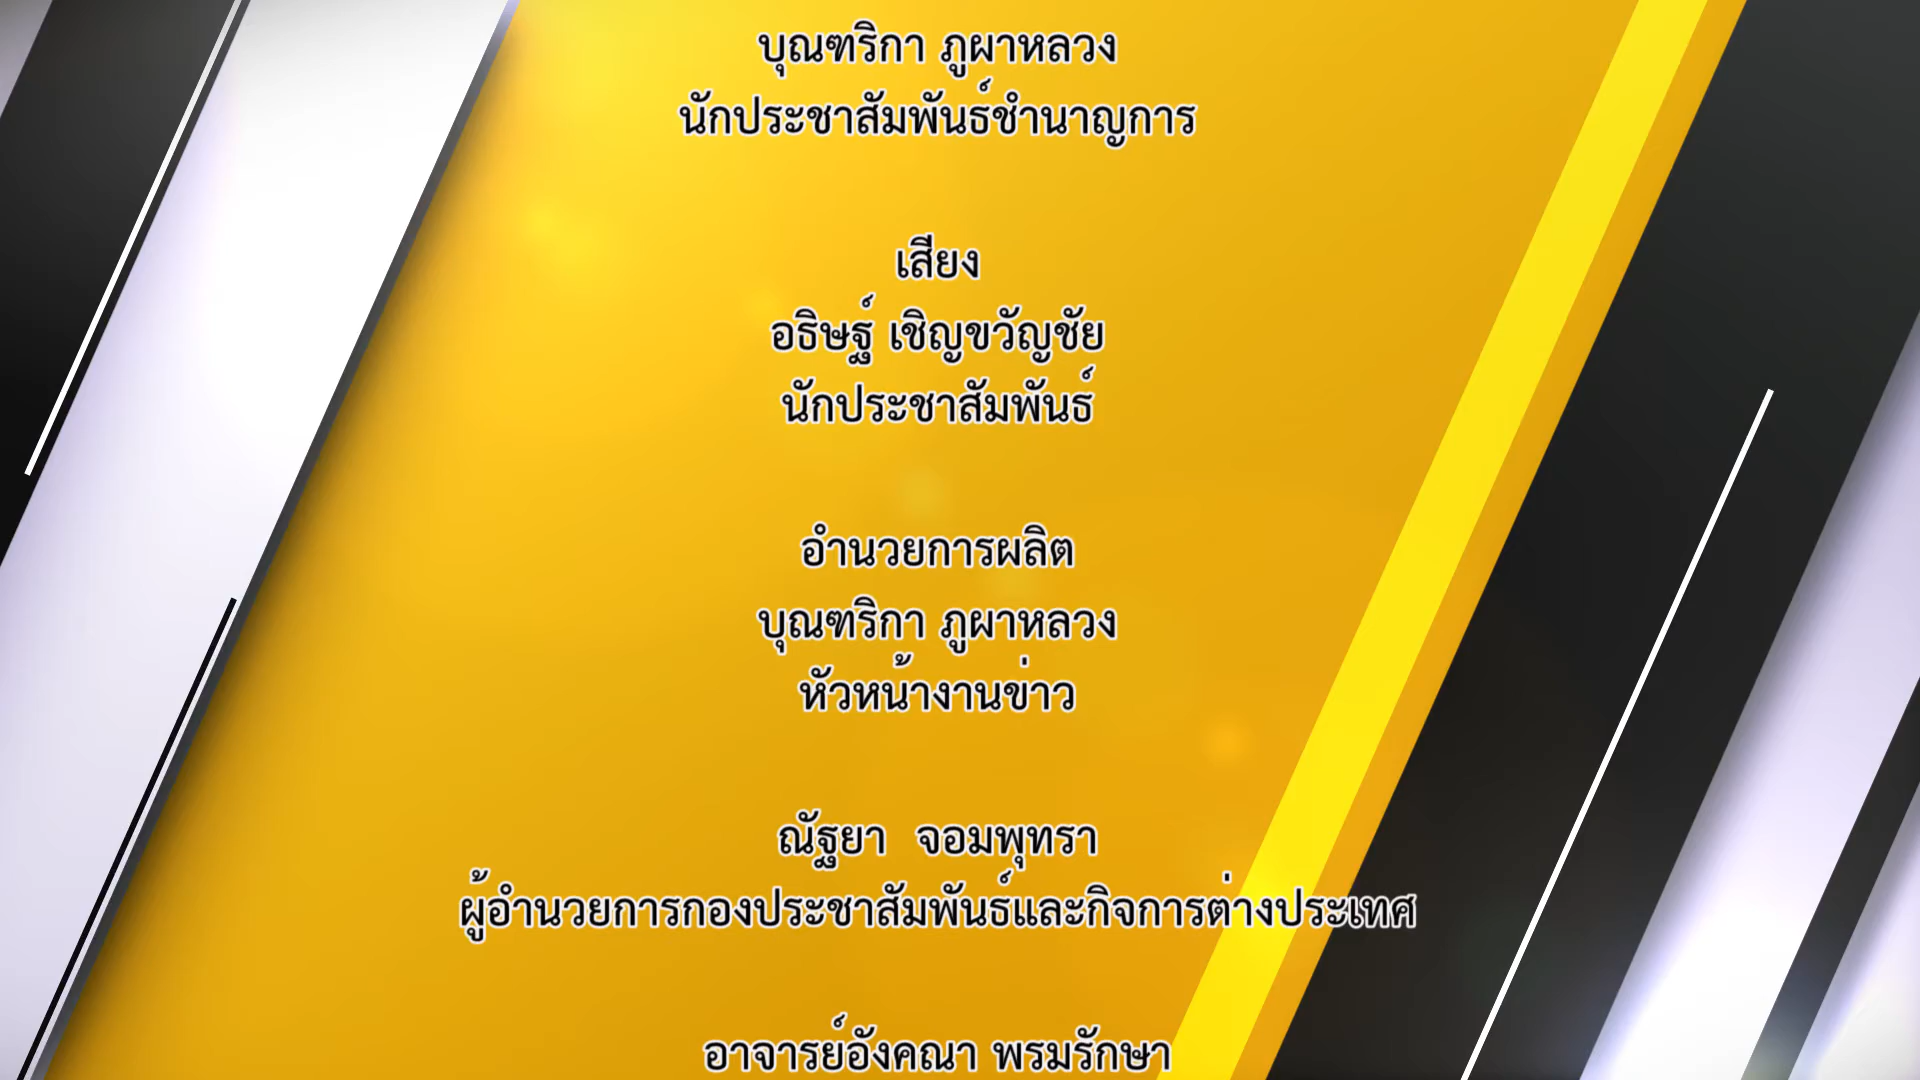 บุณฑริกา ภูผาหลวง
นักประชาสัมพันธ์ชำนาญการ
เสียง
อธิษฐ์ เชิญขวัญชัย
นักประชาสัมพันธ์
อำนวยการผลิต
บุณฑริกา ภูผาหลวง
หัวหน้างานข่าว
ณัฐยา จอมพุทรา
ผู้อำนวยการกองประชาสัมพันธ์และกิจการต่างประเทศ
อาจารย์อังคณา พรมรักษา